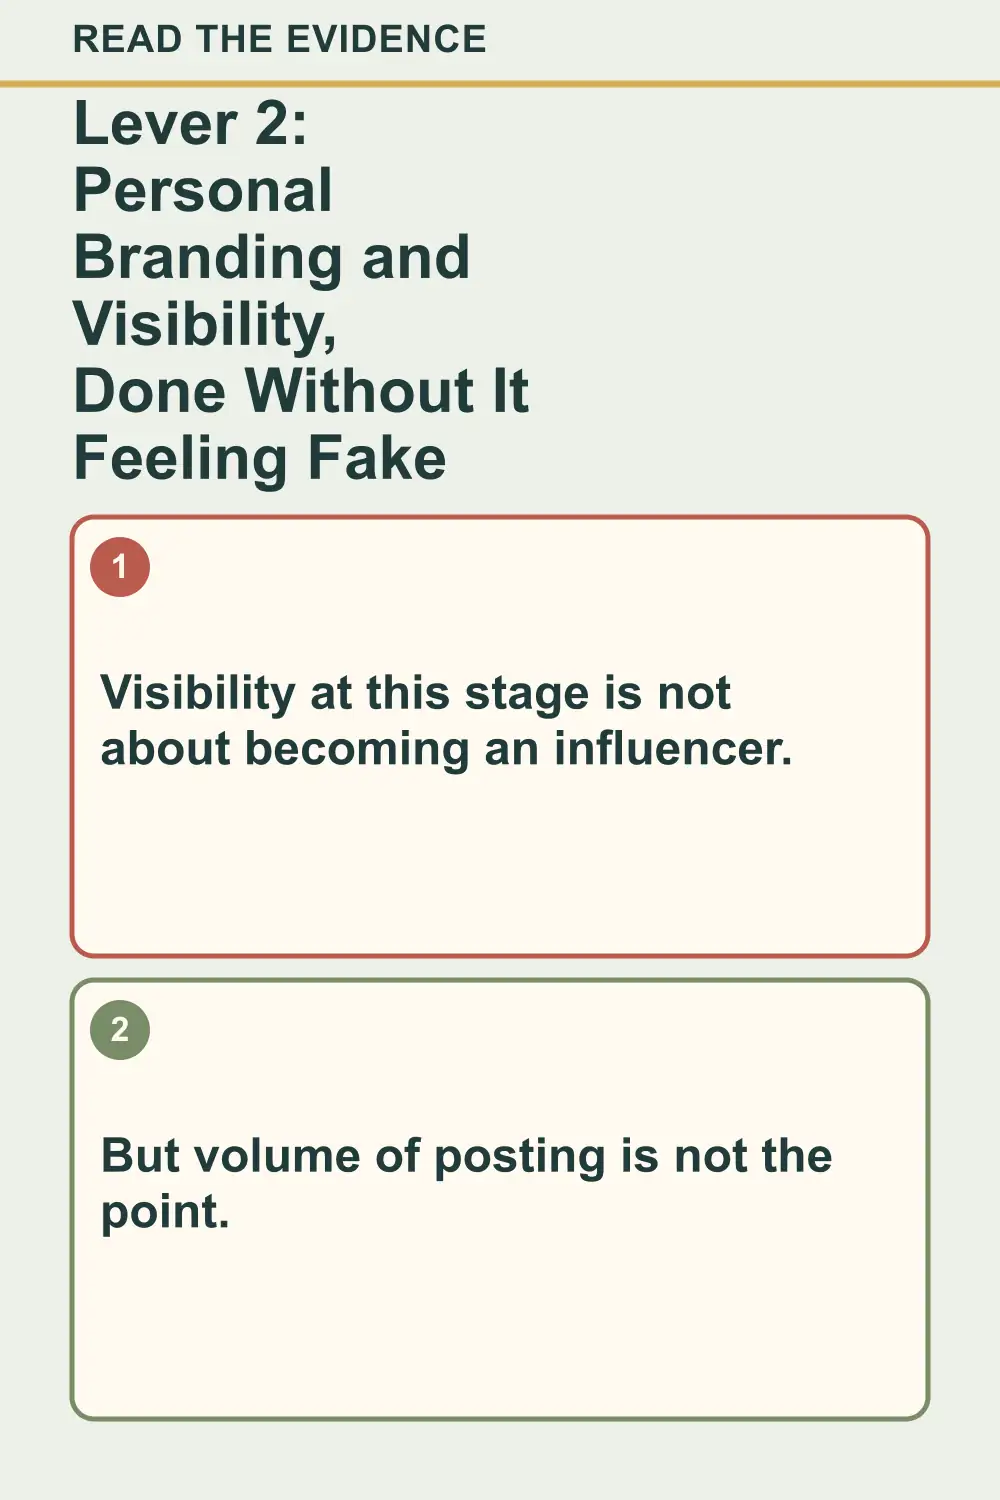 READ THE EVIDENCE
Lever 2:
Personal
Branding and
Visibility,
Done Without It
Feeling Fake
1
Visibility at this stage is not
about becoming an influencer.
2
But volume of posting is not the
point.